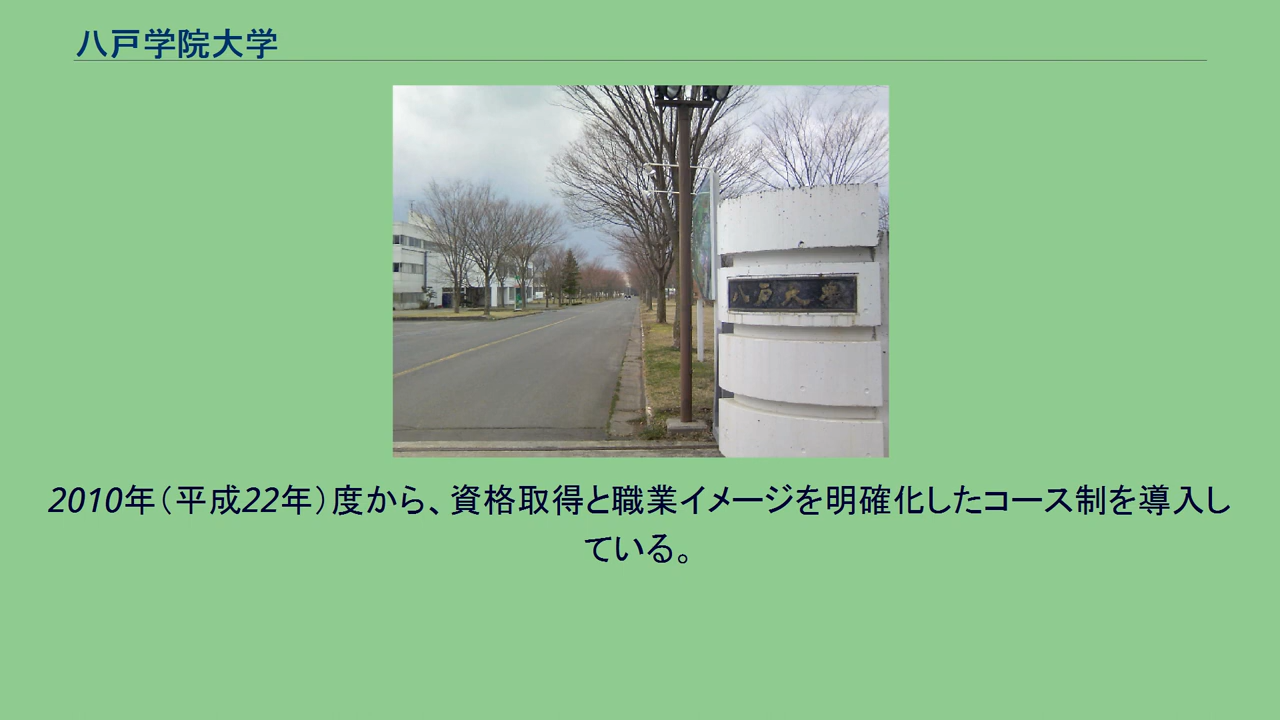 八戸学院大学
八戸大学
2010年（平成22年）度から、資格取得と職業イメージを明確化したコース制を導入し
ている。